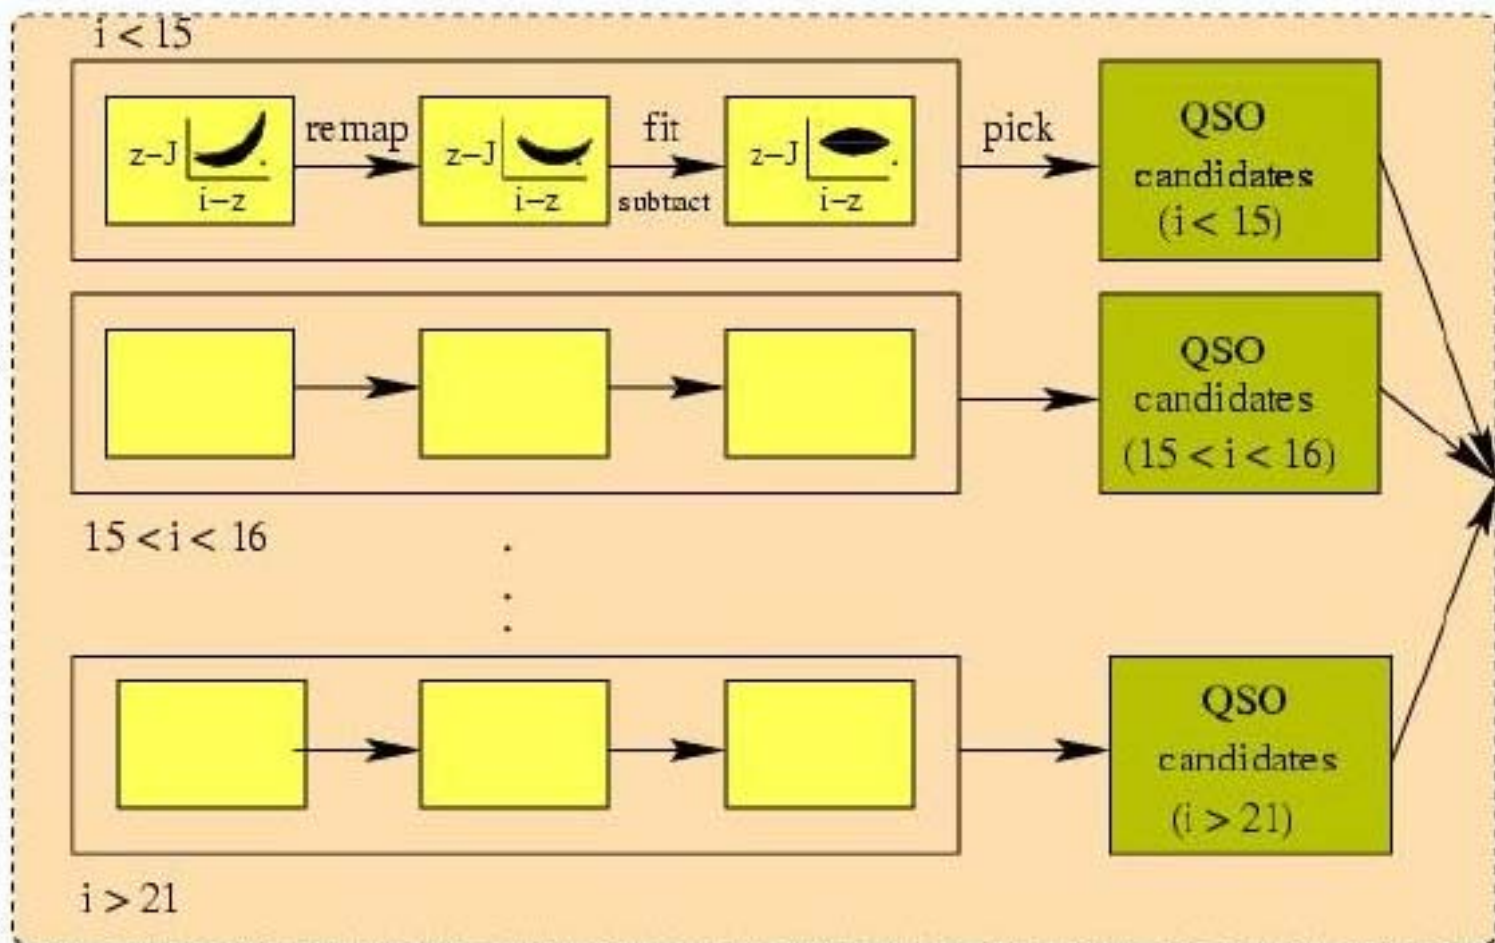 i < 15
z-J
i-z
remap
z-J
i-z
fit
subtract
z-J
i-z
pick
QSO
candidates
(i < 15)
QSO
candidates
(15 < i < 16)
15 < i < 16
QSO
candidates
(i > 21)
i > 21